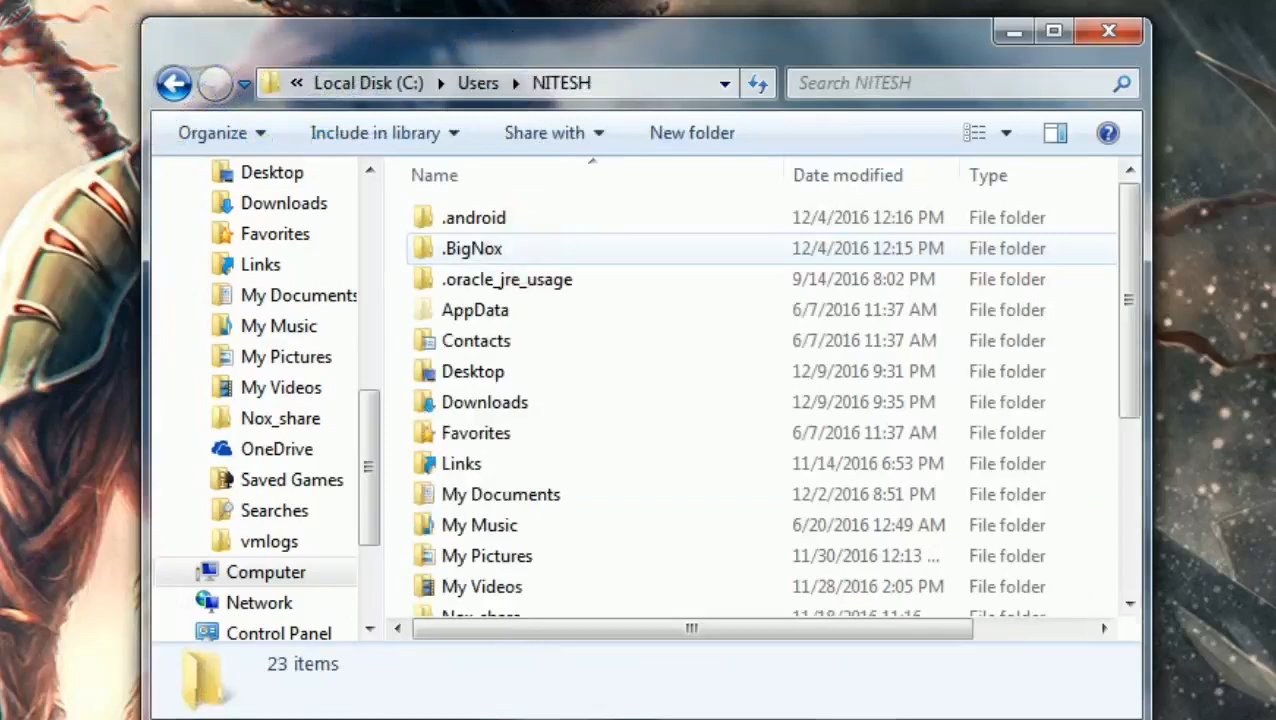 « Local Disk (C:) Users NITESH
Search NITESH
Organize Include in library Share with New folder
Name Date modified Type
Desktop
Downloads
Favorites
Links
My Documents
My Music
My Pictures
My Videos
Nox_share
OneDrive
Saved Games
Searches
vmlogs
Computer
Network
Control Panel
.android 12/4/2016 12:16 PM File folder
.BigNox 12/4/2016 12:15 PM File folder
.oracle_jre_usage 9/14/2016 8:02 PM File folder
AppData 6/7/2016 11:37 AM File folder
Contacts 6/7/2016 11:37 AM File folder
Desktop 12/9/2016 9:31 PM File folder
Downloads 12/9/2016 9:35 PM File folder
Favorites 6/7/2016 11:37 AM File folder
Links 11/14/2016 6:53 PM File folder
My Documents 12/2/2016 8:51 PM File folder
My Music 6/20/2016 12:49 AM File folder
My Pictures 11/30/2016 12:13 ... File folder
My Videos 11/28/2016 2:05 PM File folder
23 items